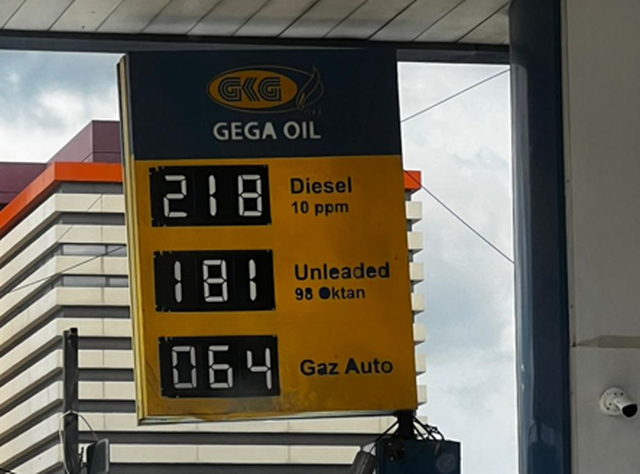 GKG
GEGA OIL
218 Diesel
10 ppm
181 Unleaded
98 Oktan
064 Gaz Auto